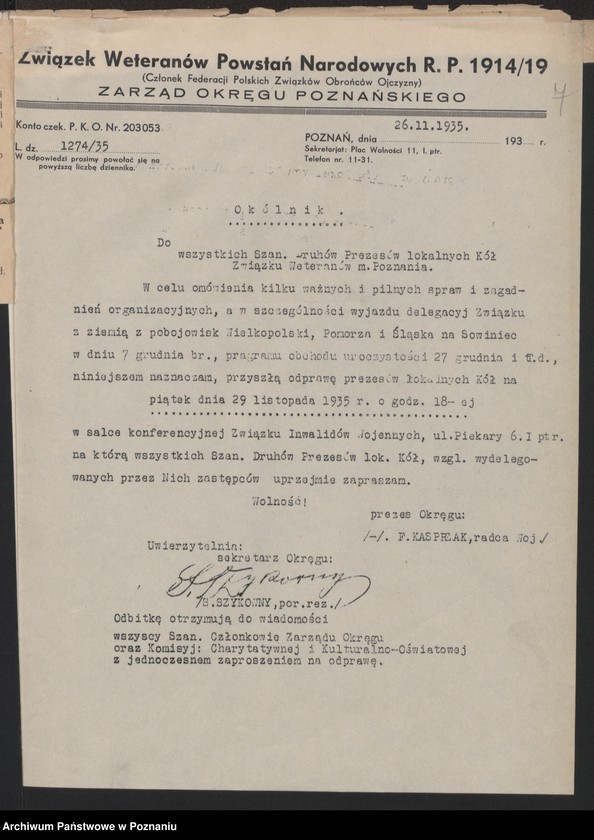 Związek Weteranów Powstań Narodowych R. P. 1914/19
(Członek Federacji Polskich Związków Obrońców Ojczyzny)
ZARZĄD OKRĘGU POZNAŃSKIEGO
7
Konto czek. P. K. O. Nr. 203053
L. dz. 1274/35
W odpowiedzi prosimy powołać się na
powyższą liczbę dziennika.
26.11.1935.
POZNAŃ, dnia 193 r.
Sekretarjat: Plac Wolności 11, I. ptr.
Telefon nr. 11-31.
O k ó l n i k .
Do
wszystkich Szan. Druhów Prezesów lokalnych Kół
Związku Weteranów m.Poznania.
W celu omówienia kilku ważnych i pilnych spraw i zagad-
nień organizacyjnych, a w szczególności wyjazdu delegacyj Związku
z ziemią z pobojowisk Wielkopolski, Pomorza i Śląska na Sowiniec
w dniu 7 grudnia br., pragramu obchodu uroczystości 27 grudnia i t.d.,
niniejszem naznaczam, przyszłą odprawę prezesów lokalnych Kół na
piątek dnia 29 listopada 1935 r. o godz. 18- ej
w salce konferencyjnej Związku Inwalidów Wojennych, ul.Piekary 6.I ptr.
na którą wszystkich Szan. Druhów Prezesów lok. Kół, wzgl. wydelego-
wanych przez Nich zastępców uprzejmie zapraszam.
Wolność!
prezes Okręgu:
/-/. F.KASPRZAK,radca Woj/
Uwierzytelnia:
sekretarz Okręgu:
S. Szykowny
/S.SZYKOWNY,por.rez./
Odbitkę otrzymują do wiadomości
wszyscy Szan. Członkowie Zarządu Okręgu
oraz Komisyj: Charytatywnej i Kulturalno-Oświatowej
z jednoczesnem zaproszeniem na odprawę.
Archiwum Państwowe w Poznaniu